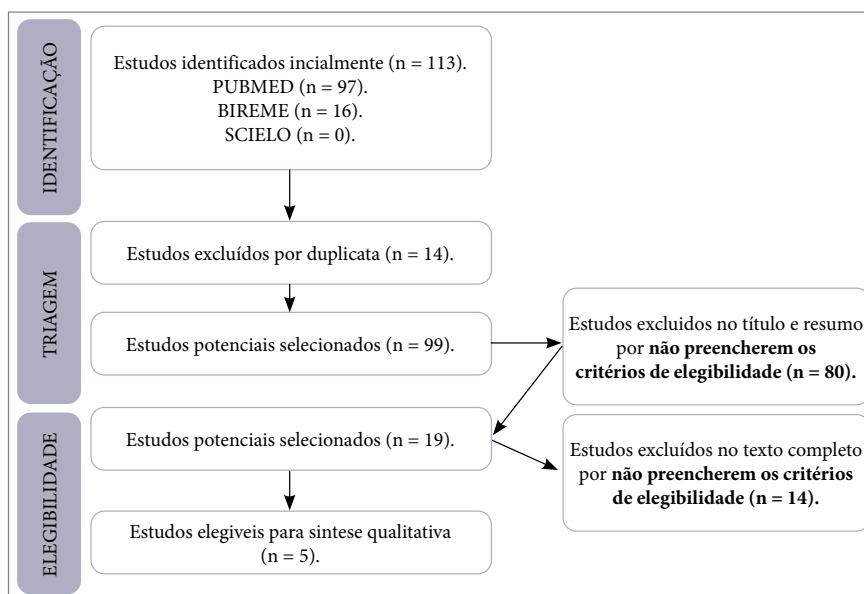 IDENTIFICAÇÃO
Estudos identificados incialmente (n = 113).
PUBMED (n = 97).
BIREME (n = 16).
SCIELO (n = 0).
TRIAGEM
Estudos excluídos por duplicata (n = 14).
Estudos potenciais selecionados (n = 99).
Estudos excluidos no título e resumo
por não preencherem os
critérios de elegibilidade (n = 80).
ELEGIBILIDADE
Estudos potenciais selecionados (n = 19).
Estudos excluídos no texto completo
por não preencherem os critérios
de elegibilidade (n = 14).
Estudos elegiveis para sintese qualitativa
(n = 5).